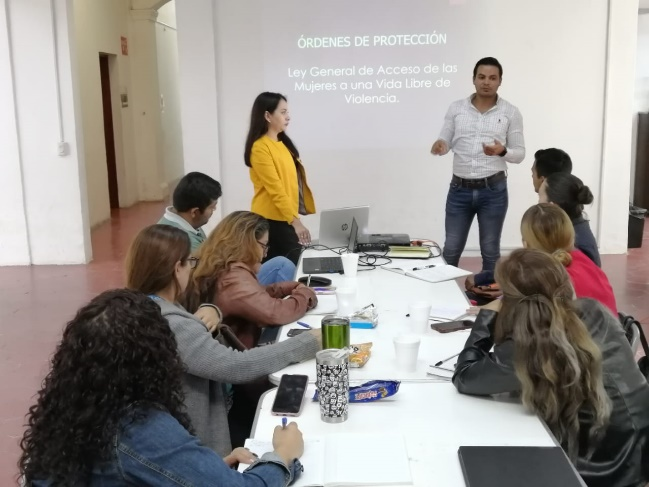 ÓRDENES DE PROTECCIÓN
Ley General de Acceso de las
Mujeres a una Vida Libre de
Violencia.